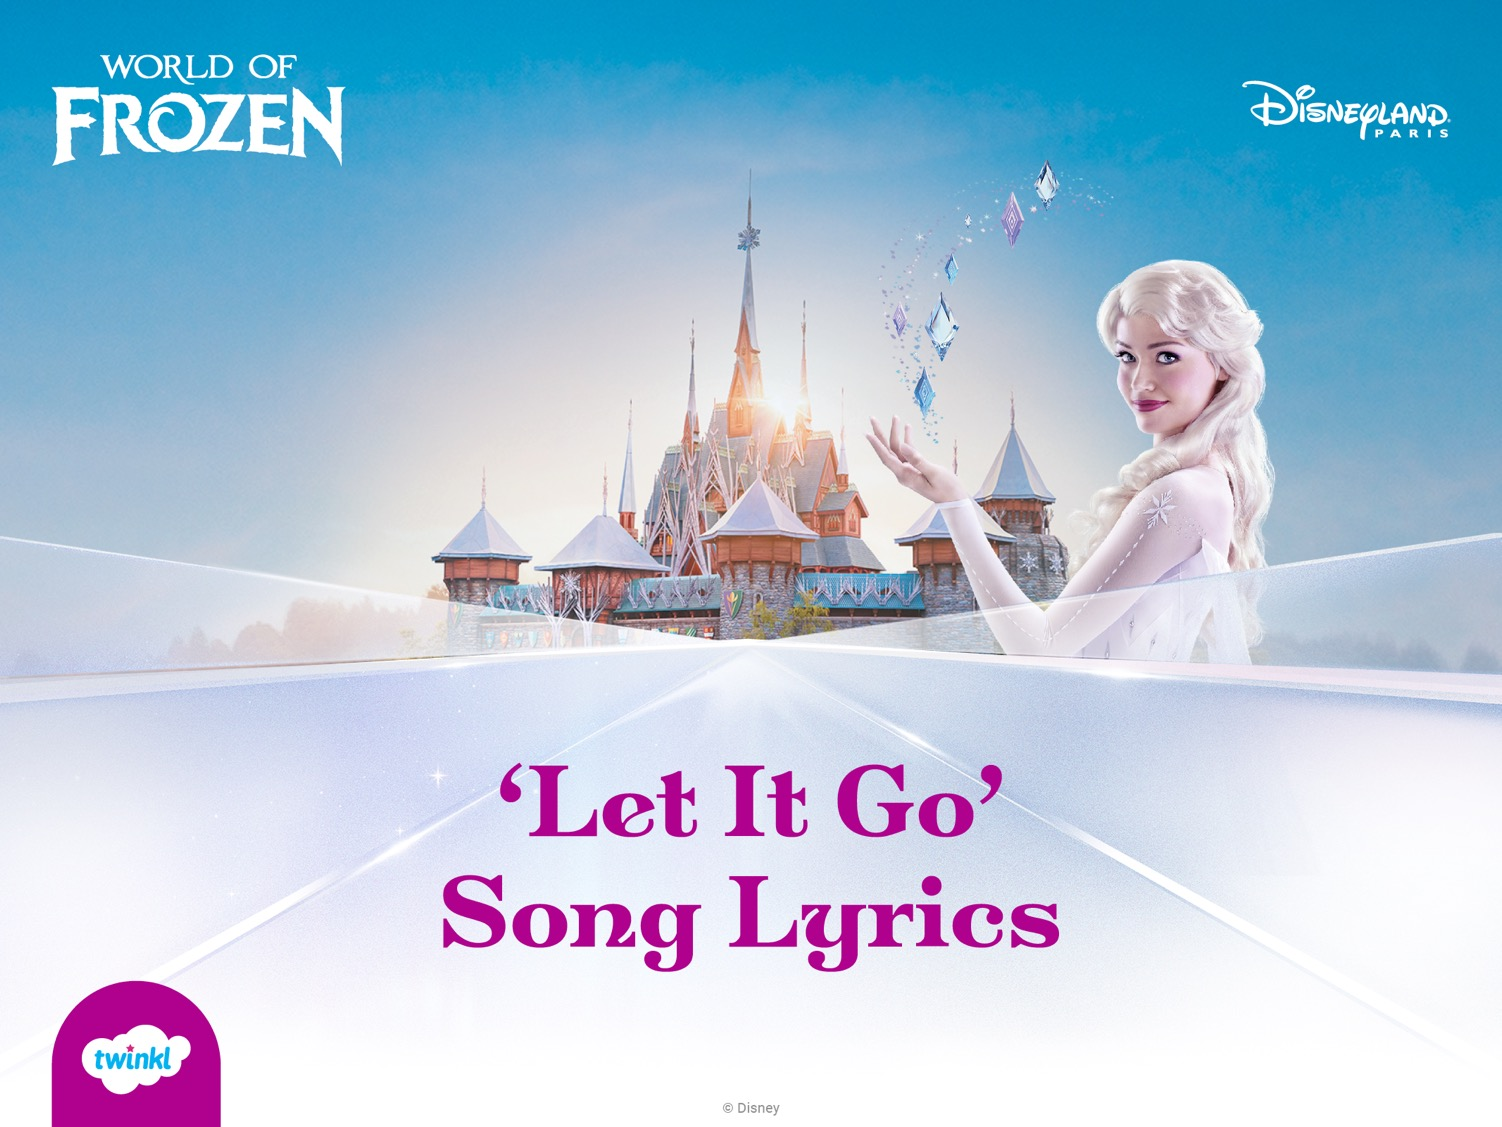 WORLD OF
FROZEN
Disneyland
PARIS
‘Let It Go’
Song Lyrics
twinkl
© Disney